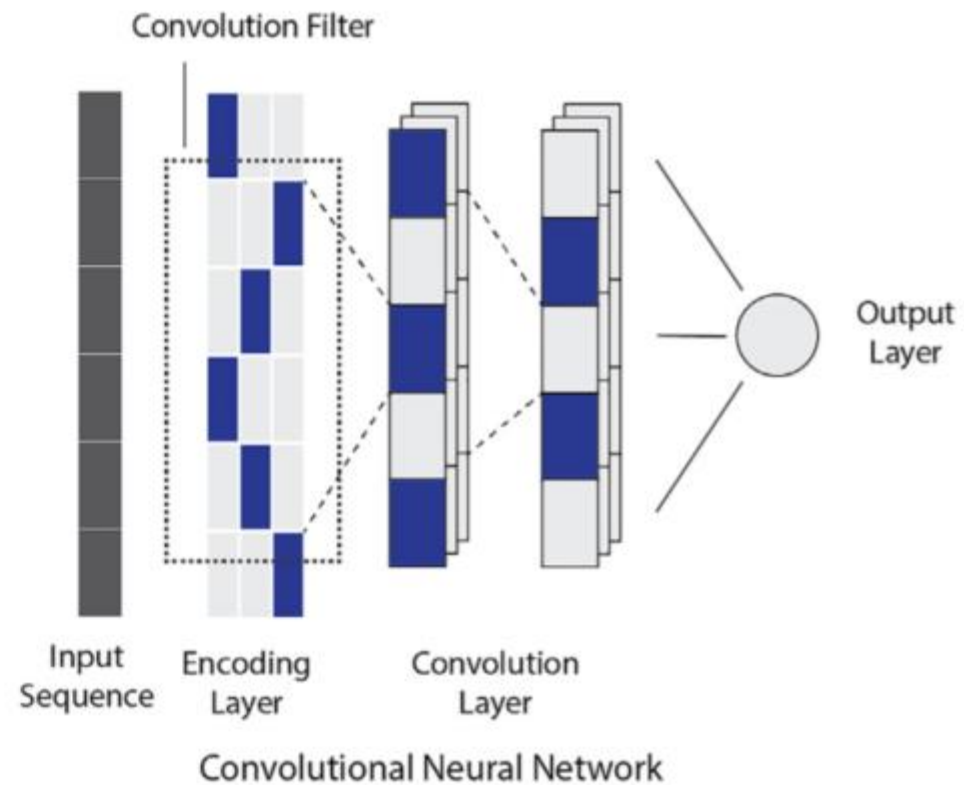 Convolution Filter
Output
Layer
Input
Sequence
Encoding
Layer
Convolution
Layer
Convolutional Neural Network